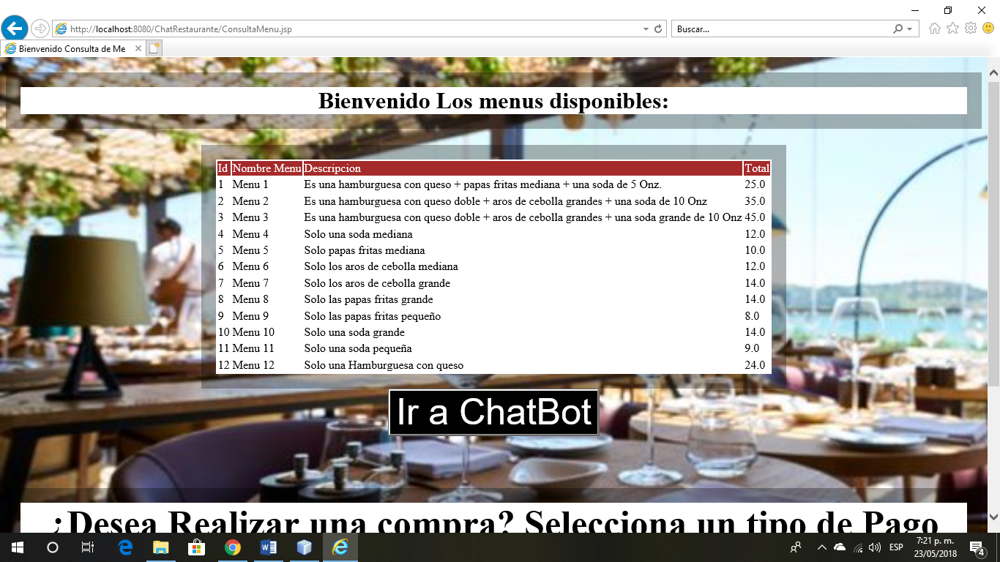 http://localhost:8080/ChatRestaurante/ConsultaMenu.jsp
Buscar...
Bienvenido Consulta de Me
Bienvenido Los menus disponibles:
Id Nombre Menu Descripcion Total
1 Menu 1 Es una hamburguesa con queso + papas fritas mediana + una soda de 5 Onz. 25.0
2 Menu 2 Es una hamburguesa con queso doble + aros de cebolla grandes + una soda de 10 Onz 35.0
3 Menu 3 Es una hamburguesa con queso doble + aros de cebolla grandes + una soda grande de 10 Onz 45.0
4 Menu 4 Solo una soda mediana 12.0
5 Menu 5 Solo papas fritas mediana 10.0
6 Menu 6 Solo los aros de cebolla mediana 12.0
7 Menu 7 Solo los aros de cebolla grande 14.0
8 Menu 8 Solo las papas fritas grande 14.0
9 Menu 9 Solo las papas fritas pequeño 8.0
10 Menu 10 Solo una soda grande 14.0
11 Menu 11 Solo una soda pequeña 9.0
12 Menu 12 Solo una Hamburguesa con queso 24.0
Ir a ChatBot
¿Desea Realizar una compra? Selecciona un tipo de Pago
ESP
7:21 p. m.
23/05/2018
4